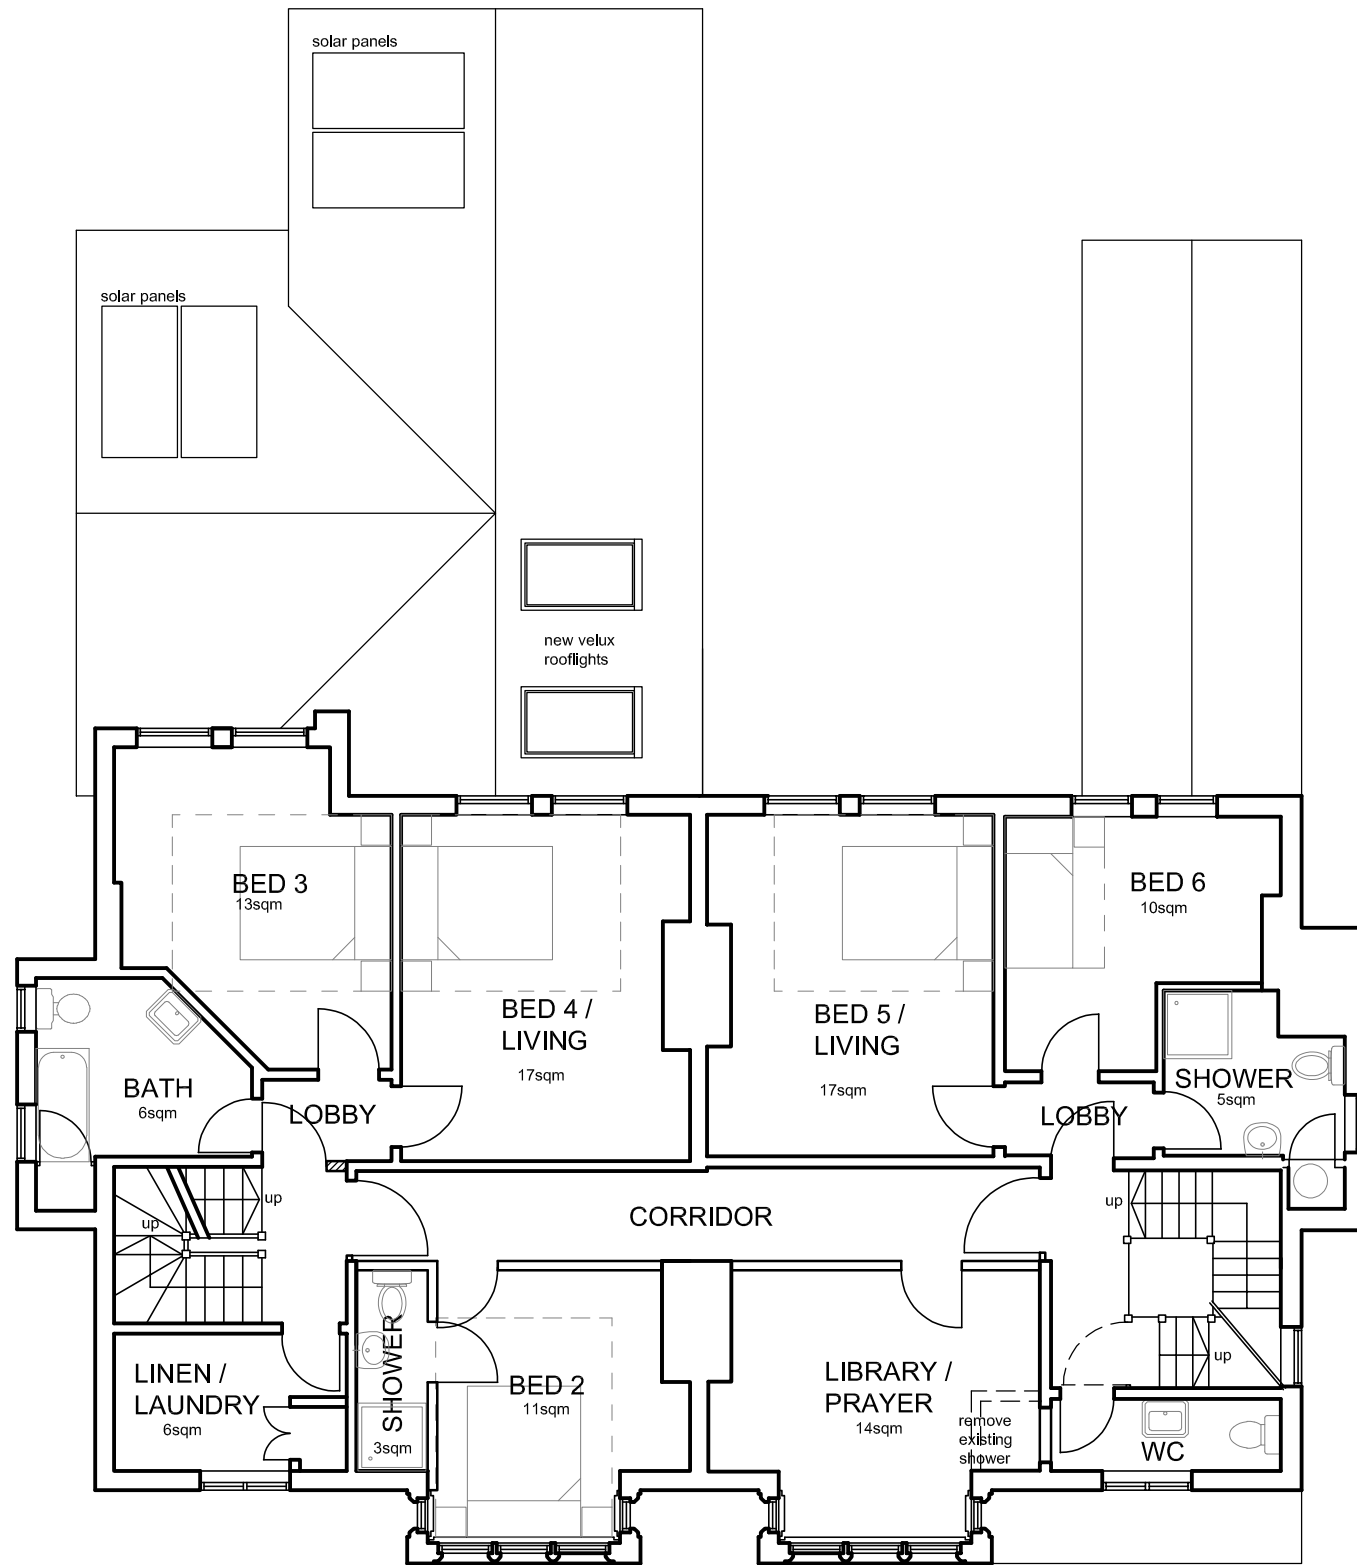 solar panels
solar panels
new velux
rooflights
BED 3
13sqm
BED 6
10sqm
BED 4 /
LIVING
17sqm
BED 5 /
LIVING
17sqm
BATH
6sqm
LOBBY
LOBBY
SHOWER
5sqm
up
up
CORRIDOR
up
up
LINEN /
LAUNDRY
6sqm
SHOWER
3sqm
BED 2
11sqm
LIBRARY /
PRAYER
14sqm
remove
existing
shower
WC